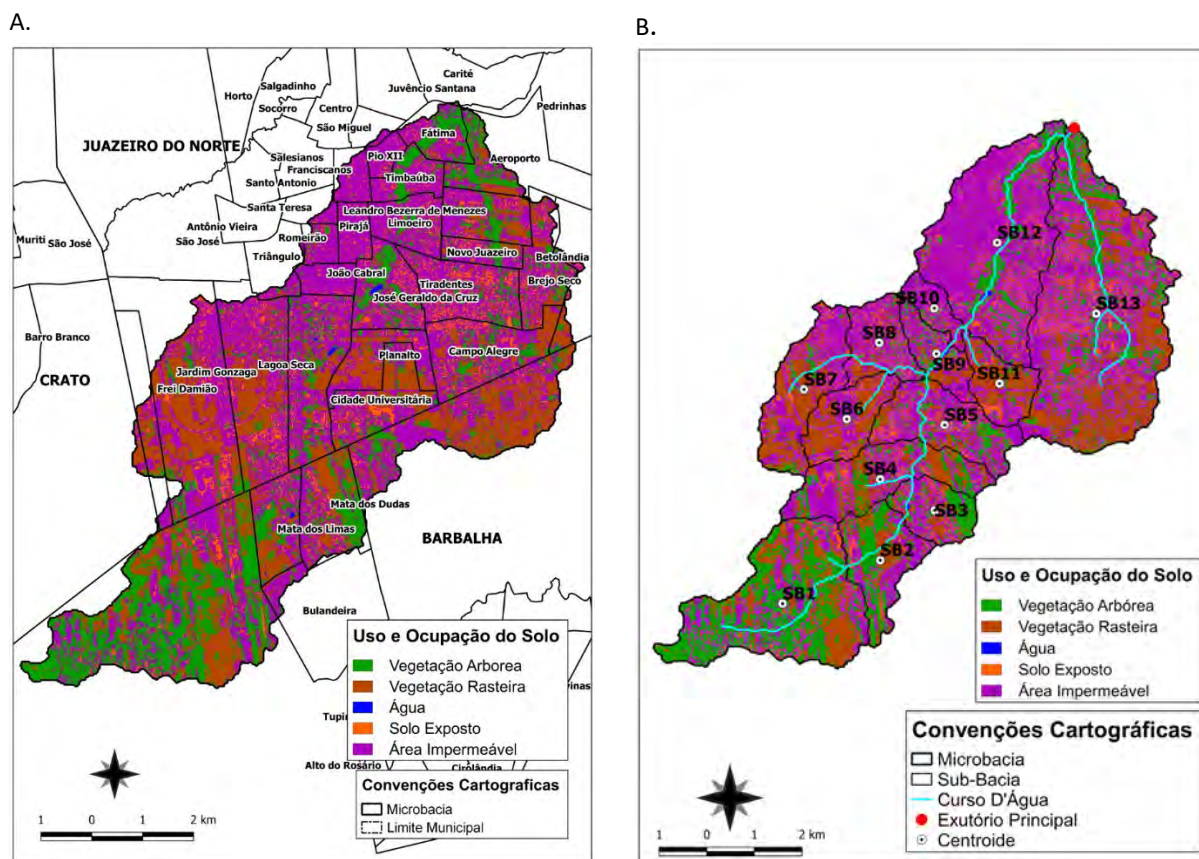 A.
B.
Carité
Juvêncio Santana
Salgadinho
Horto
Socorro
Centro
Pedrinhas
São Miguel
Fátima
JUAZEIRO DO NORTE
Salesianos
Pio XII
Aeroporto
Franciscanos
Timbaúba
Santo Antonio
Santa Teresa
Leandro Bezerra de Menezes
Antônio Vieira
Pirajá
Limoeiro
Muriti
São José
São José
Romeirão
Triângulo
Novo Juazeiro
Betolândia
João Cabral
Brejo Seco
Tiradentes
José Geraldo da Cruz
Barro Branco
Planalto
Lagoa Seca
Campo Alegre
Jardim Gonzaga
CRATO
Frei Damião
Cidade Universitária
Mata dos Dudas
Mata dos Limas
BARBALHA
Bulandeira
Uso e Ocupação do Solo
Vegetação Arborea
Vegetação Rasteira
Água
Solo Exposto
Área Impermeável
Alto do Rosário
Cirolândia
Convenções Cartograficas
Microbacia
Limite Municipal
1 0 1 2 km
SB12
SB10
SB13
SB8
SB9
SB7
SB11
SB6
SB5
SB4
SB3
SB2
SB1
Uso e Ocupação do Solo
Vegetação Arbórea
Vegetação Rasteira
Água
Solo Exposto
Área Impermeável
Convenções Cartográficas
Microbacia
Sub-Bacia
Curso D'Água
Exutório Principal
Centroide
1 0 1 2 km